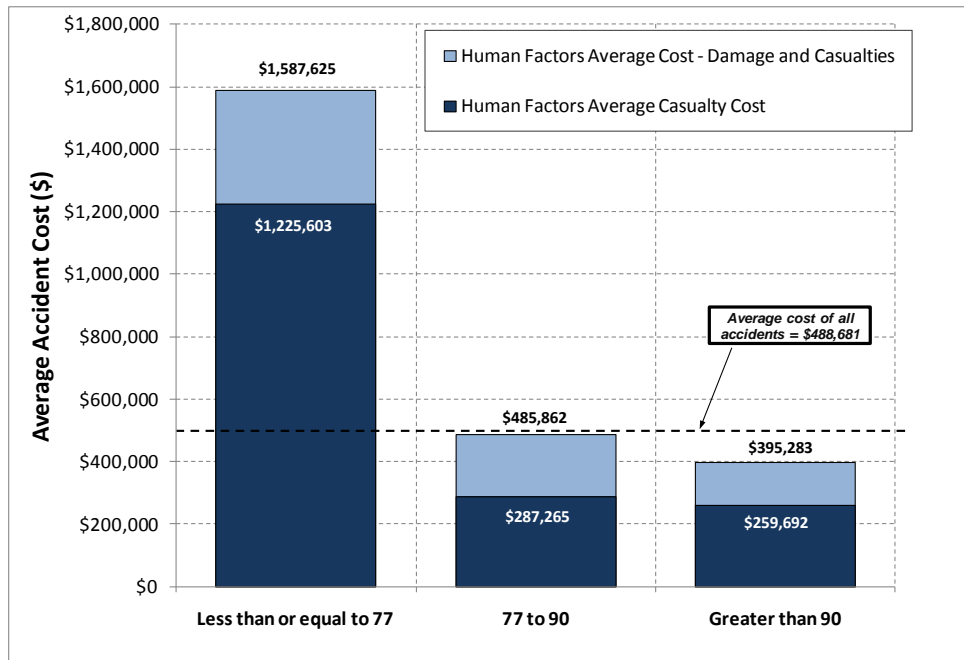 $1,800,000
$1,600,000
$1,400,000
$1,200,000
$1,000,000
$800,000
$600,000
$400,000
$200,000
$0
Average Accident Cost ($)
Human Factors Average Cost - Damage and Casualties
Human Factors Average Casualty Cost
$1,587,625
$1,225,603
Average cost of all
accidents = $488,681
$485,862
$287,265
$395,283
$259,692
Less than or equal to 77
77 to 90
Greater than 90